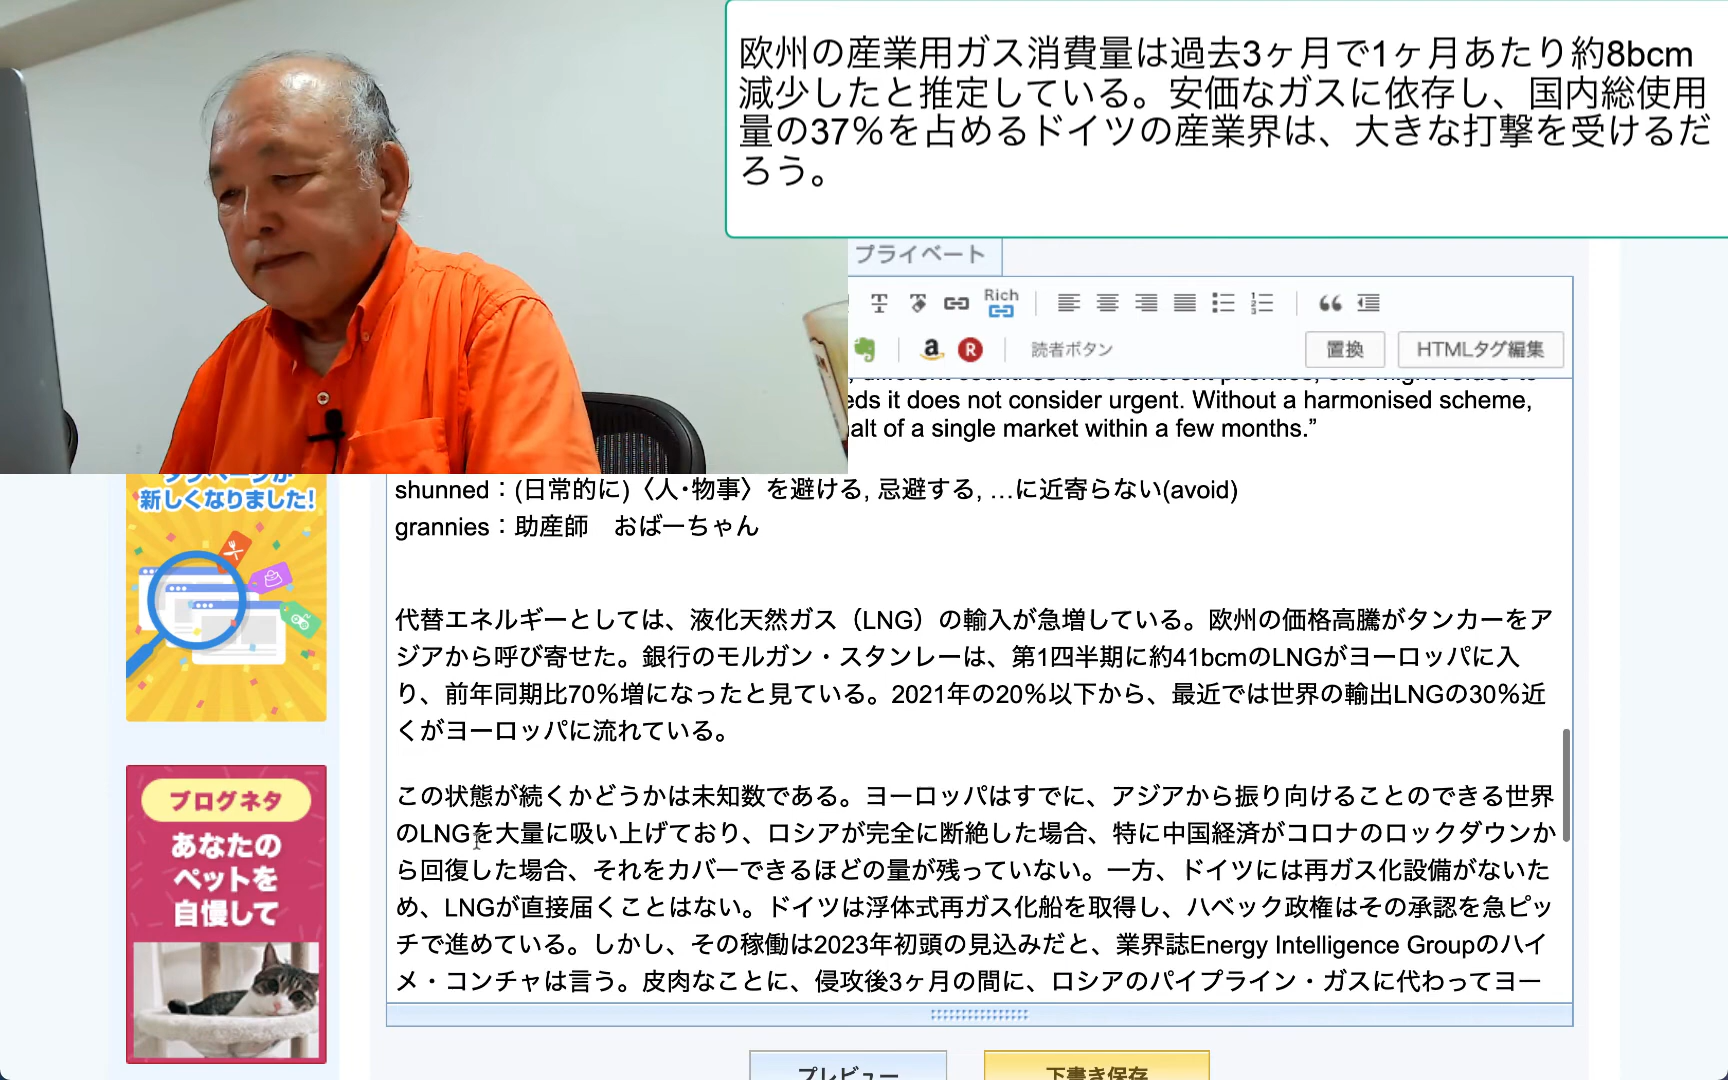 欧州の産業用ガス消費量は過去3ヶ月で1ヶ月あたり約8bcm
減少したと推定している。安価なガスに依存し、国内総使用
量の37%を占めるドイツの産業界は、大きな打撃を受けるだ
ろう。
プライベート
Rich
読者ボタン
置換
HTMLタグ編集
eds it does not consider urgent. Without a harmonised scheme,
alt of a single market within a few months.”
shunned：(日常的に)〈人･物事〉を避ける, 忌避する, …に近寄らない(avoid)
grannies：助産師　おばーちゃん
代替エネルギーとしては、液化天然ガス（LNG）の輸入が急増している。欧州の価格高騰がタンカーをア
ジアから呼び寄せた。銀行のモルガン・スタンレーは、第1四半期に約41bcmのLNGがヨーロッパに入
り、前年同期比70%増になったと見ている。2021年の20%以下から、最近では世界の輸出LNGの30%近
くがヨーロッパに流れている。
この状態が続くかどうかは未知数である。ヨーロッパはすでに、アジアから振り向けることのできる世界
のLNGを大量に吸い上げており、ロシアが完全に断絶した場合、特に中国経済がコロナのロックダウンか
ら回復した場合、それをカバーできるほどの量が残っていない。一方、ドイツには再ガス化設備がないた
め、LNGが直接届くことはない。ドイツは浮体式再ガス化船を取得し、ハベック政権はその承認を急ピッ
チで進めている。しかし、その稼働は2023年初頭の見込みだと、業界誌Energy Intelligence Groupのハイ
メ・コンチャは言う。皮肉なことに、侵攻後3ヶ月の間に、ロシアのパイプライン・ガスに代わってヨー
新しくなりました!
ブログネタ
あなたの
ペットを
自慢して
プレビュー
下書き保存